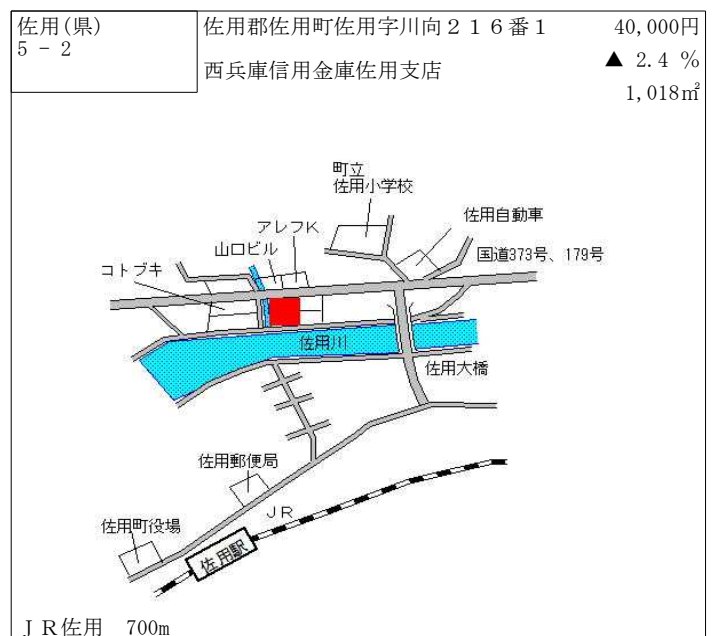 佐用(県)
5 - 2
佐用郡佐用町佐用字川向２１６番１
西兵庫信用金庫佐用支店
40,000円
▲ 2.4 %
1,018㎡
町立
佐用小学校
アレフK
山口ビル
コトブキ
佐用自動車
国道373号、179号
佐用川
佐用大橋
佐用郵便局
JR
佐用町役場
佐用駅
ＪＲ佐用 700m